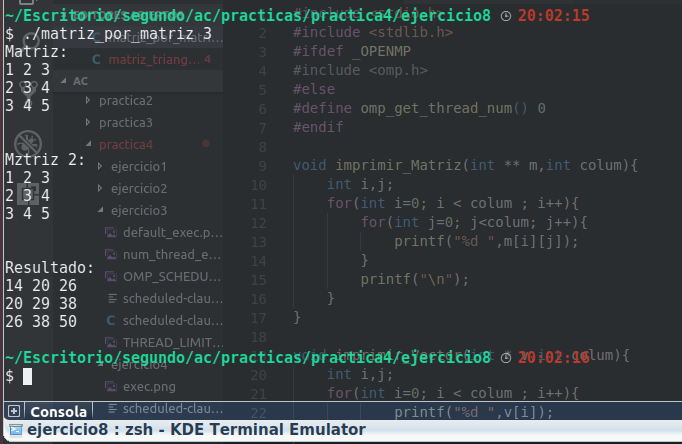 ~/Escritorio/segundo/ac/practicas/practica4/ejercicio8 20:02:15
$ ./matriz_por_matriz 3
Matriz:
1 2 3
2 3 4
3 4 5
Mztriz 2:
1 2 3
2 3 4
3 4 5
Resultado:
14 20 26
20 29 38
26 38 50
~/Escritorio/segundo/ac/practicas/practica4/ejercicio8 20:02:16
$
matriz_triang... 4
AC
practica2
practica3
practica4
ejercicio1
ejercicio2
ejercicio3
default_exec.p...
num_thread_e...
OMP_SCHEDU...
scheduled-clau...
scheduled-clau...
THREAD_LIMIT...
ejercicio4
exec.png
scheduled-clau...
2 #include <stdlib.h>
3 #ifdef _OPENMP
4 #include <omp.h>
5 #else
6 #define omp_get_thread_num() 0
7 #endif
8
9 void imprimir_Matriz(int ** m,int colum){
10 int i,j;
11 for(int i=0; i < colum ; i++){
12 for(int j=0; j<colum; j++){
13 printf("%d ",m[i][j]);
14 }
15 printf("\n");
16 }
17 }
18
20 int i,j;
21 for(int i=0; i < colum ; i++){
22 printf("%d ",v[i]);
Consola
ejercicio8 : zsh - KDE Terminal Emulator